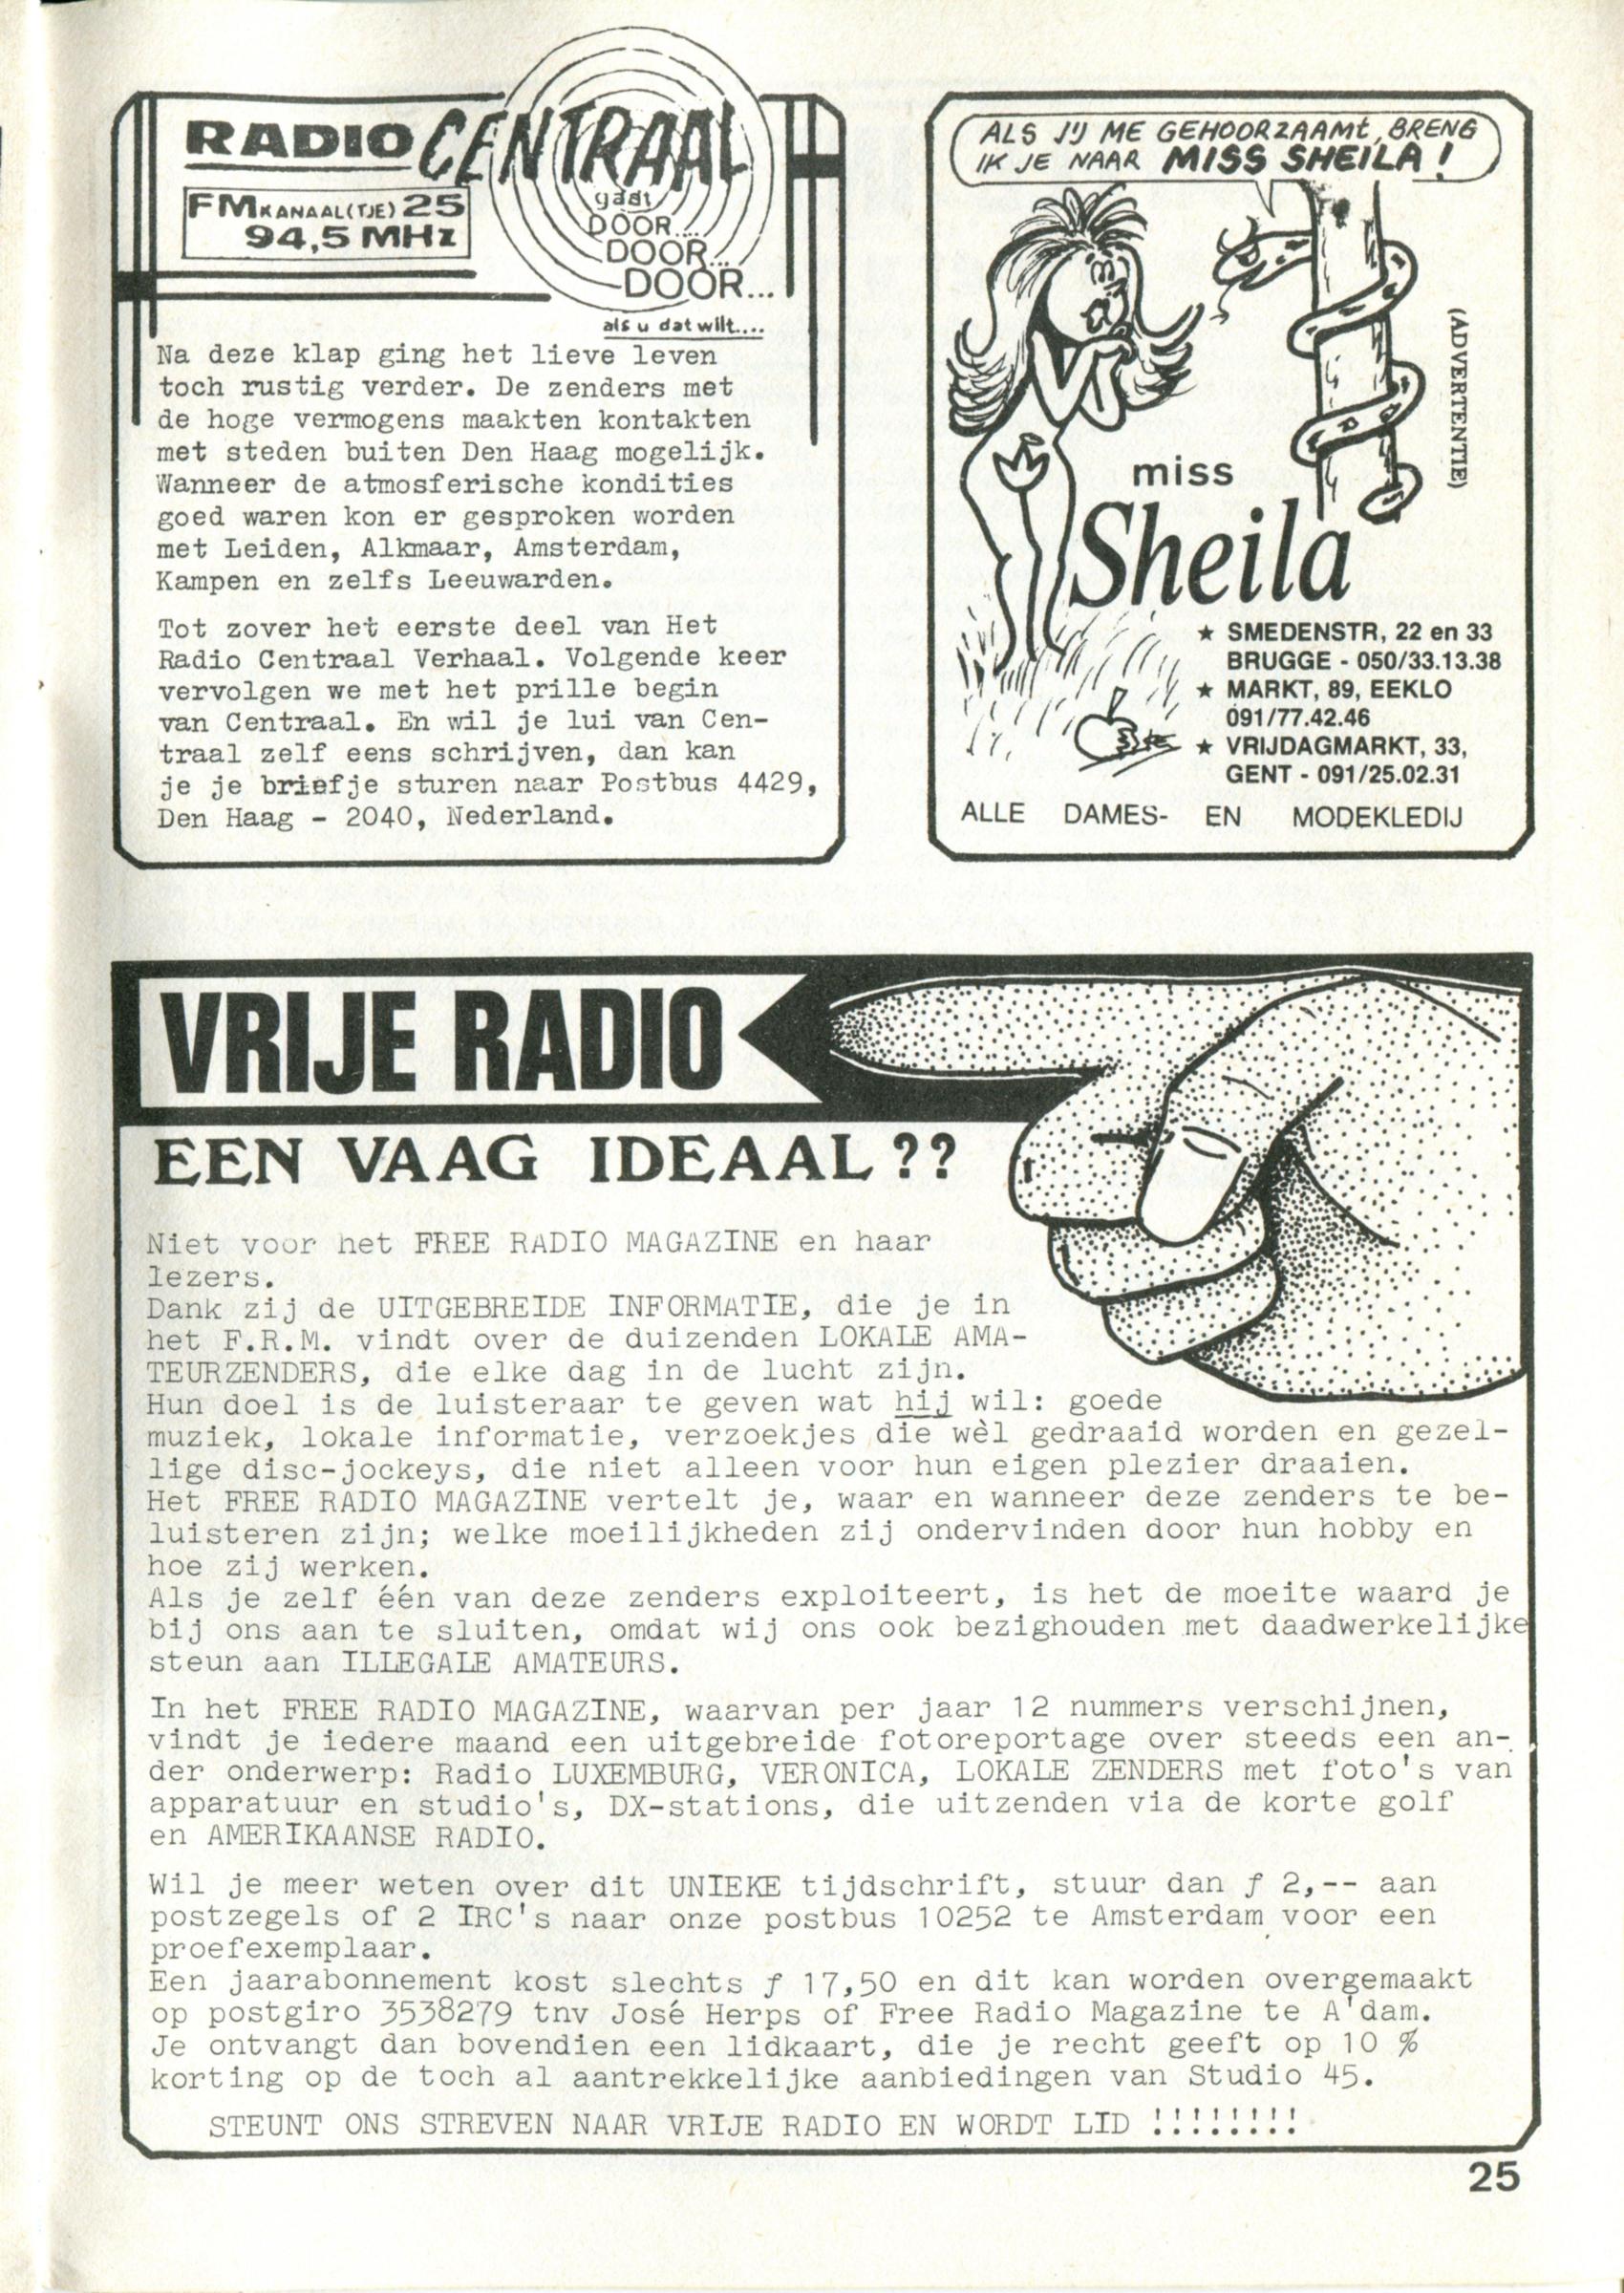 RADIO CENTRAAL
FM KANAAL(TJE) 25
94,5 MHz
gaat
DOOR...
DOOR...
DOOR...
als u dat wilt....
Na deze klap ging het lieve leven
toch rustig verder. De zenders met
de hoge vermogens maakten kontakten
met steden buiten Den Haag mogelijk.
Wanneer de atmosferische kondities
goed waren kon er gesproken worden
met Leiden, Alkmaar, Amsterdam,
Kampen en zelfs Leeuwarden.
Tot zover het eerste deel van Het
Radio Centraal Verhaal. Volgende keer
vervolgen we met het prille begin
van Centraal. En wil je lui van Cen-
traal zelf eens schrijven, dan kan
je je briefje sturen naar Postbus 4429,
Den Haag - 2040, Nederland.
ALS JIJ ME GEHOORZAAMT, BRENG
IK JE NAAR MISS SHEILA!
(ADVERTENTIE)
miss
Sheila
★ SMEDENSTR, 22 en 33
BRUGGE - 050/33.13.38
★ MARKT, 89, EEKLO
091/77.42.46
★ VRIJDAGMARKT, 33,
GENT - 091/25.02.31
ALLE DAMES- EN MODEKLEDIJ
VRIJE RADIO
EEN VAAG IDEAAL??
Niet voor het FREE RADIO MAGAZINE en haar
lezers.
Dank zij de UITGEBREIDE INFORMATIE, die je in
het F.R.M. vindt over de duizenden LOKALE AMA-
TEURZENDERS, die elke dag in de lucht zijn.
Hun doel is de luisteraar te geven wat hij wil: goede
muziek, lokale informatie, verzoekjes die wèl gedraaid worden en gezel-
lige disc-jockeys, die niet alleen voor hun eigen plezier draaien.
Het FREE RADIO MAGAZINE vertelt je, waar en wanneer deze zenders te be-
luisteren zijn; welke moeilijkheden zij ondervinden door hun hobby en
hoe zij werken.
Als je zelf één van deze zenders exploiteert, is het de moeite waard je
bij ons aan te sluiten, omdat wij ons ook bezighouden met daadwerkelijke
steun aan ILLEGALE AMATEURS.
In het FREE RADIO MAGAZINE, waarvan per jaar 12 nummers verschijnen,
vindt je iedere maand een uitgebreide fotoreportage over steeds een an-
der onderwerp: Radio LUXEMBURG, VERONICA, LOKALE ZENDERS met foto's van
apparatuur en studio's, DX-stations, die uitzenden via de korte golf
en AMERIKAANSE RADIO.
Wil je meer weten over dit UNIEKE tijdschrift, stuur dan ƒ 2,-- aan
postzegels of 2 IRC's naar onze postbus 10252 te Amsterdam voor een
proefexemplaar.
Een jaarabonnement kost slechts ƒ 17,50 en dit kan worden overgemaakt
op postgiro 3538279 tnv José Herps of Free Radio Magazine te A'dam.
Je ontvangt dan bovendien een lidkaart, die je recht geeft op 10 %
korting op de toch al aantrekkelijke aanbiedingen van Studio 45.
STEUNT ONS STREVEN NAAR VRIJE RADIO EN WORDT LID !!!!!!!!
25